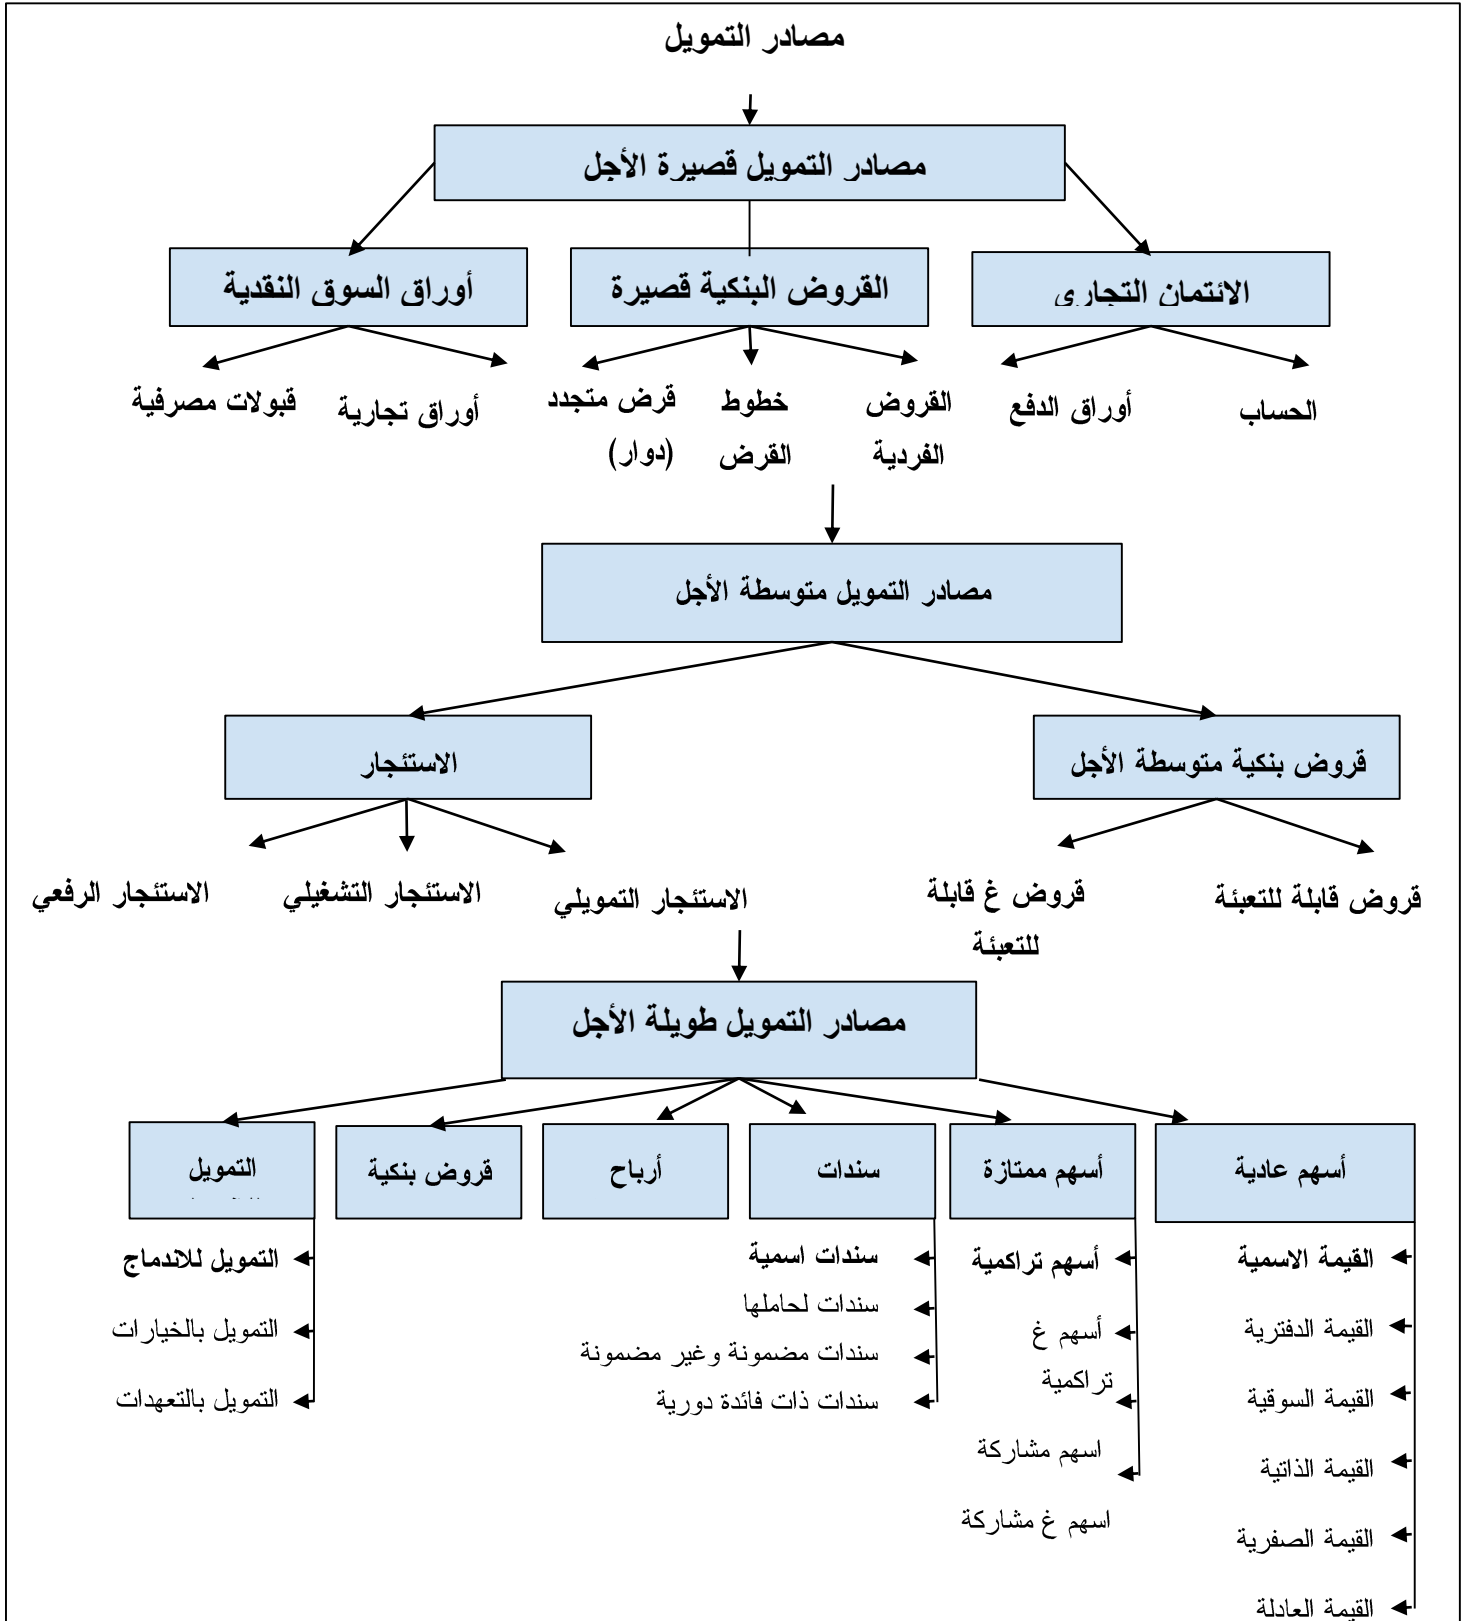 مصادر التمويل
مصادر التمويل قصيرة الأجل
الائتمان التجاري
القروض البنكية قصيرة
أوراق السوق النقدية
الحساب
أوراق الدفع
القروض
الفردية
خطوط
القرض
قرض متجدد
(دوار)
أوراق تجارية
قبولات مصرفية
مصادر التمويل متوسطة الأجل
قروض بنكية متوسطة الأجل
الاستئجار
قروض قابلة للتعبئة
قروض غ قابلة
للتعبئة
الاستئجار التمويلي
الاستئجار التشغيلي
الاستئجار الرفعي
مصادر التمويل طويلة الأجل
أسهم عادية
أسهم ممتازة
سندات
أرباح
قروض بنكية
التمويل
القيمة الاسمية
القيمة الدفترية
القيمة السوقية
القيمة الذاتية
القيمة الصفرية
القيمة العادلة
أسهم تراكمية
أسهم غ
تراكمية
اسهم مشاركة
اسهم غ مشاركة
سندات اسمية
سندات لحاملها
سندات مضمونة وغير مضمونة
سندات ذات فائدة دورية
التمويل للاندماج
التمويل بالخيارات
التمويل بالتعهدات